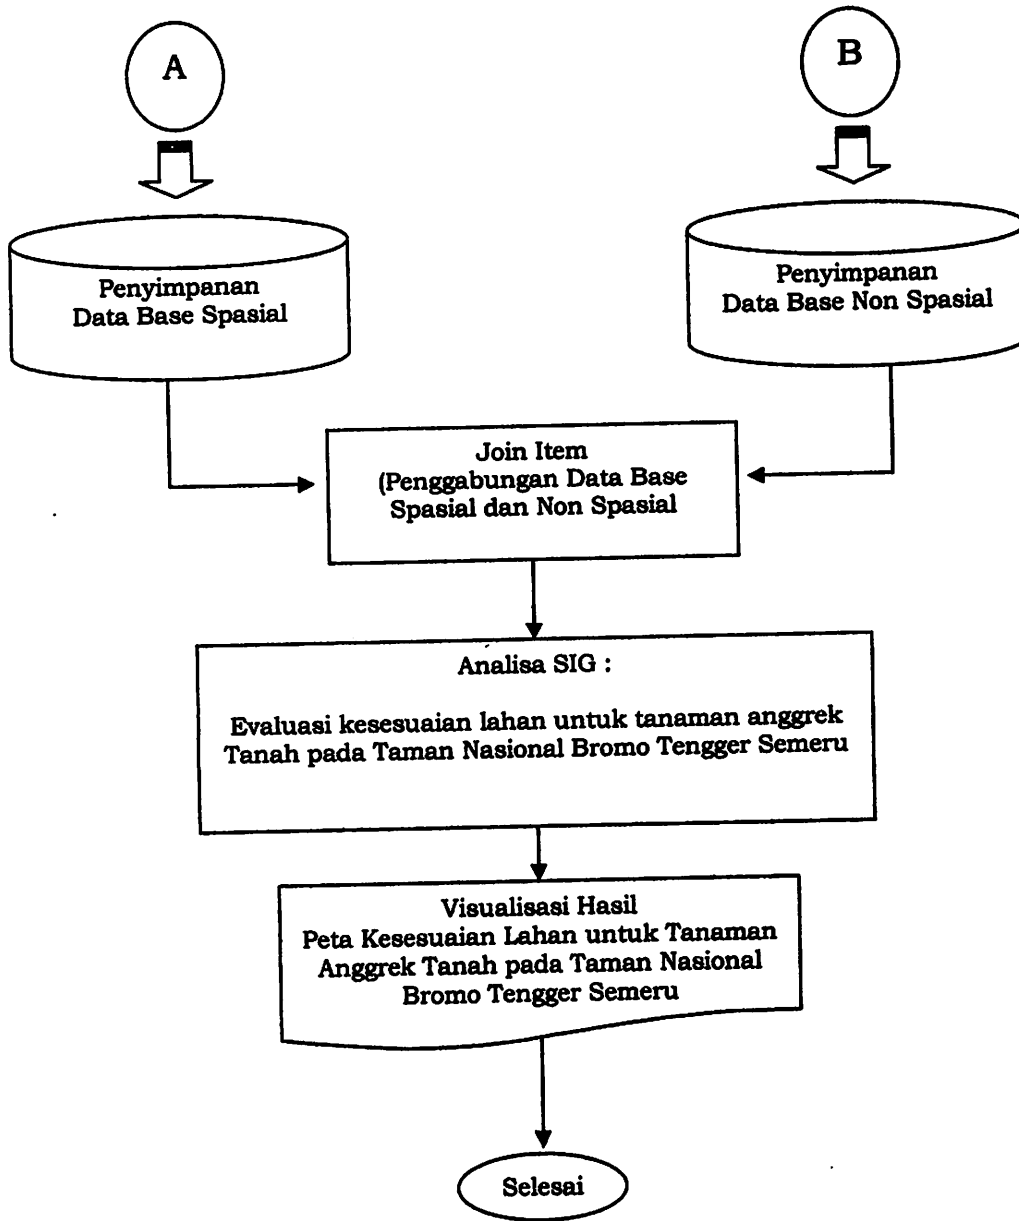 A
B
Penyimpanan
Data Base Spasial
Penyimpanan
Data Base Non Spasial
Join Item
(Penggabungan Data Base
Spasial dan Non Spasial
Analisa SIG :
Evaluasi kesesuaian lahan untuk tanaman anggrek
Tanah pada Taman Nasional Bromo Tengger Semeru
Visualisasi Hasil
Peta Kesesuaian Lahan untuk Tanaman
Anggrek Tanah pada Taman Nasional
Bromo Tengger Semeru
Selesai